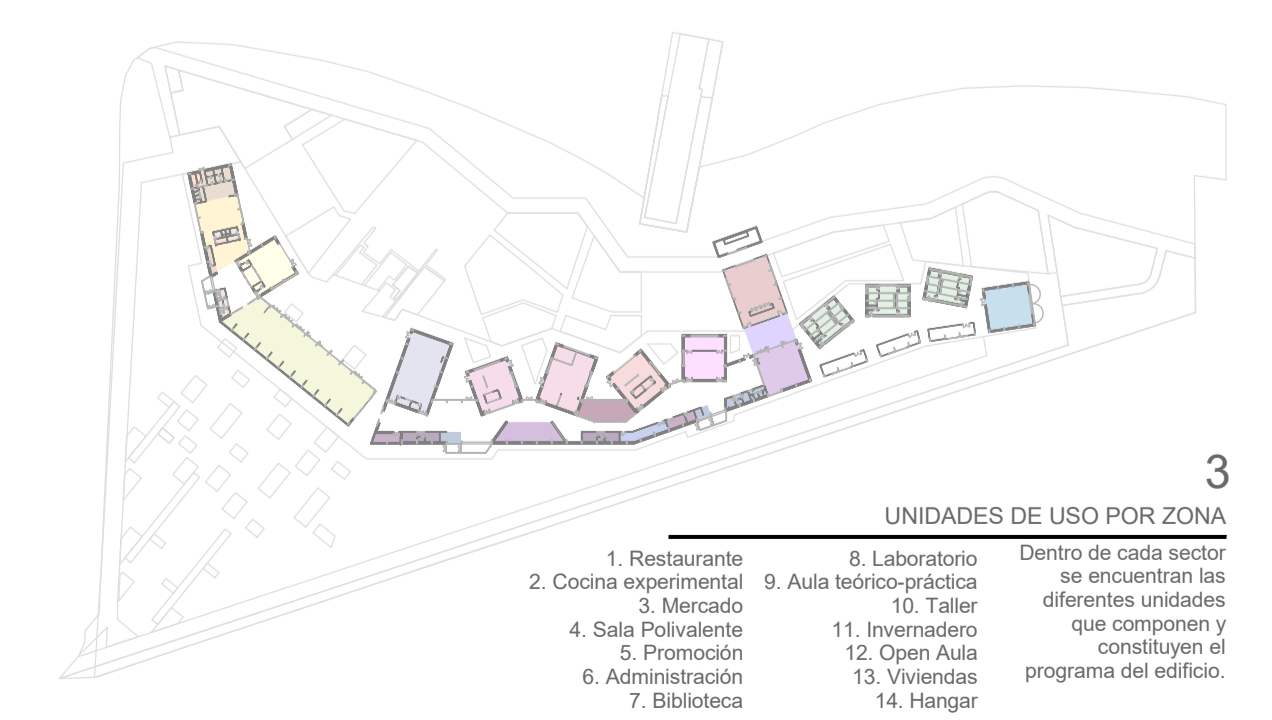 3
UNIDADES DE USO POR ZONA
1. Restaurante
2. Cocina experimental
3. Mercado
4. Sala Polivalente
5. Promoción
6. Administración
7. Biblioteca
8. Laboratorio
9. Aula teórico-práctica
10. Taller
11. Invernadero
12. Open Aula
13. Viviendas
14. Hangar
Dentro de cada sector
se encuentran las
diferentes unidades
que componen y
constituyen el
programa del edificio.